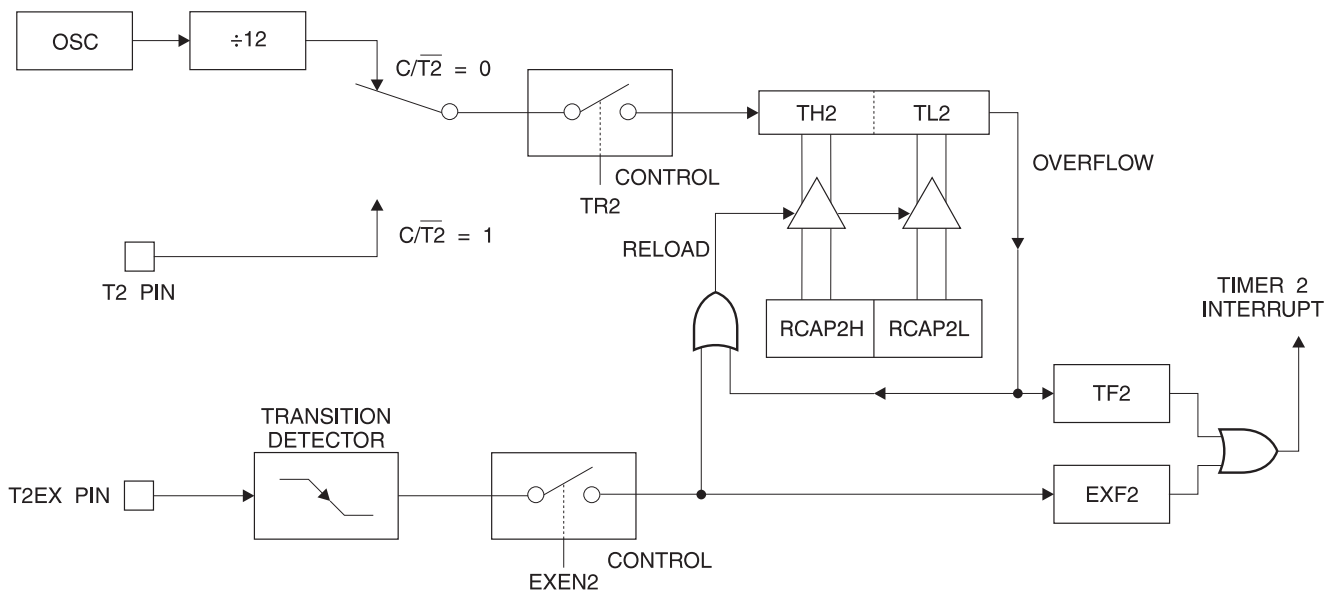 OSC
÷12
C/T2̅ = 0
TH2
TL2
OVERFLOW
CONTROL
TR2
C/T2̅ = 1
T2 PIN
RELOAD
RCAP2H
RCAP2L
TIMER 2
INTERRUPT
TF2
TRANSITION
DETECTOR
T2EX PIN
EXF2
CONTROL
EXEN2